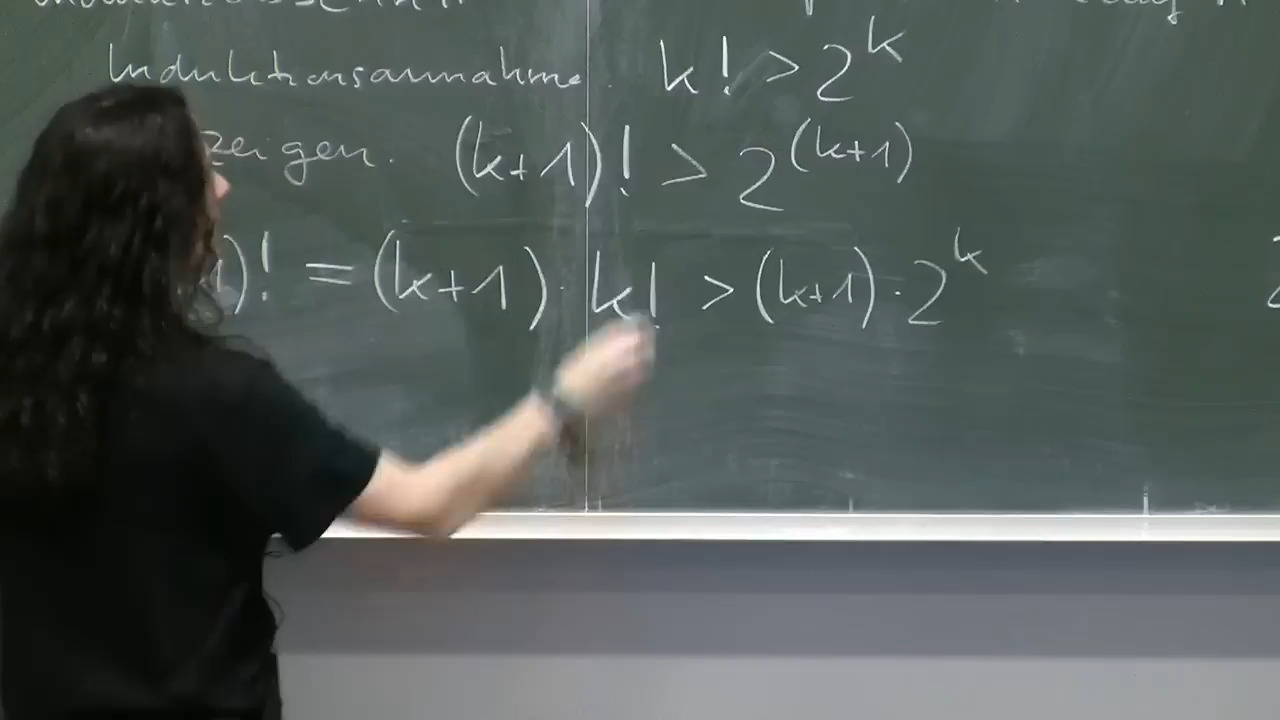 Induktionsannahme. k! > 2^k
zeigen. (k+1)! > 2^(k+1)
1)! = (k+1) · k! > (k+1) · 2^k